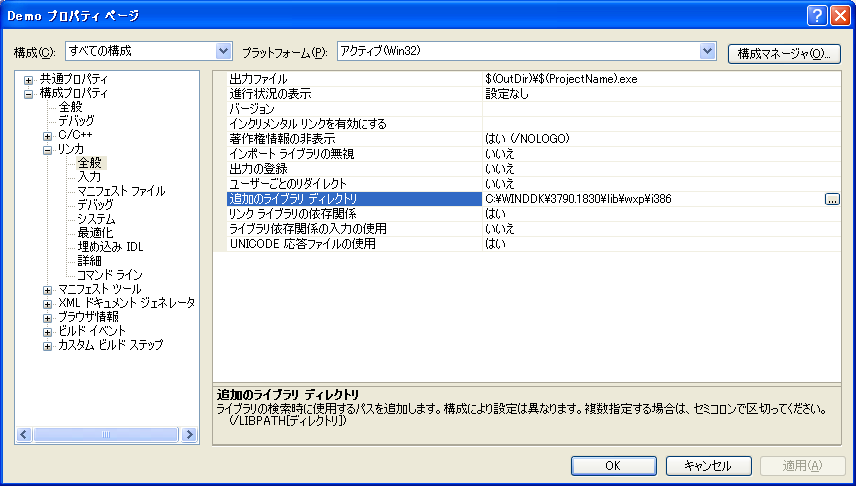 Demo プロパティ ページ
構成(C): すべての構成 プラットフォーム(P): アクティブ(Win32) 構成マネージャ(O)...
共通プロパティ
構成プロパティ
全般
デバッグ
C/C++
リンカ
全般
入力
マニフェスト ファイル
デバッグ
システム
最適化
埋め込み IDL
詳細
コマンド ライン
マニフェスト ツール
XML ドキュメント ジェネレータ
ブラウザ情報
ビルド イベント
カスタム ビルド ステップ
出力ファイル $(OutDir)¥$(ProjectName).exe
進行状況の表示 設定なし
バージョン
インクリメンタル リンクを有効にする
著作権情報の非表示 はい (/NOLOGO)
インポート ライブラリの無視 いいえ
出力の登録 いいえ
ユーザーごとのリダイレクト いいえ
追加のライブラリ ディレクトリ C:¥WINDDK¥3790.1830¥lib¥wxp¥i386 ...
リンク ライブラリの依存関係 はい
ライブラリ依存関係の入力の使用 いいえ
UNICODE 応答ファイルの使用 はい
追加のライブラリ ディレクトリ
ライブラリの検索時に使用するパスを追加します。構成により設定は異なります。複数指定する場合は、セミコロンで区切ってください。
(/LIBPATH[ディレクトリ])
OK キャンセル 適用(A)